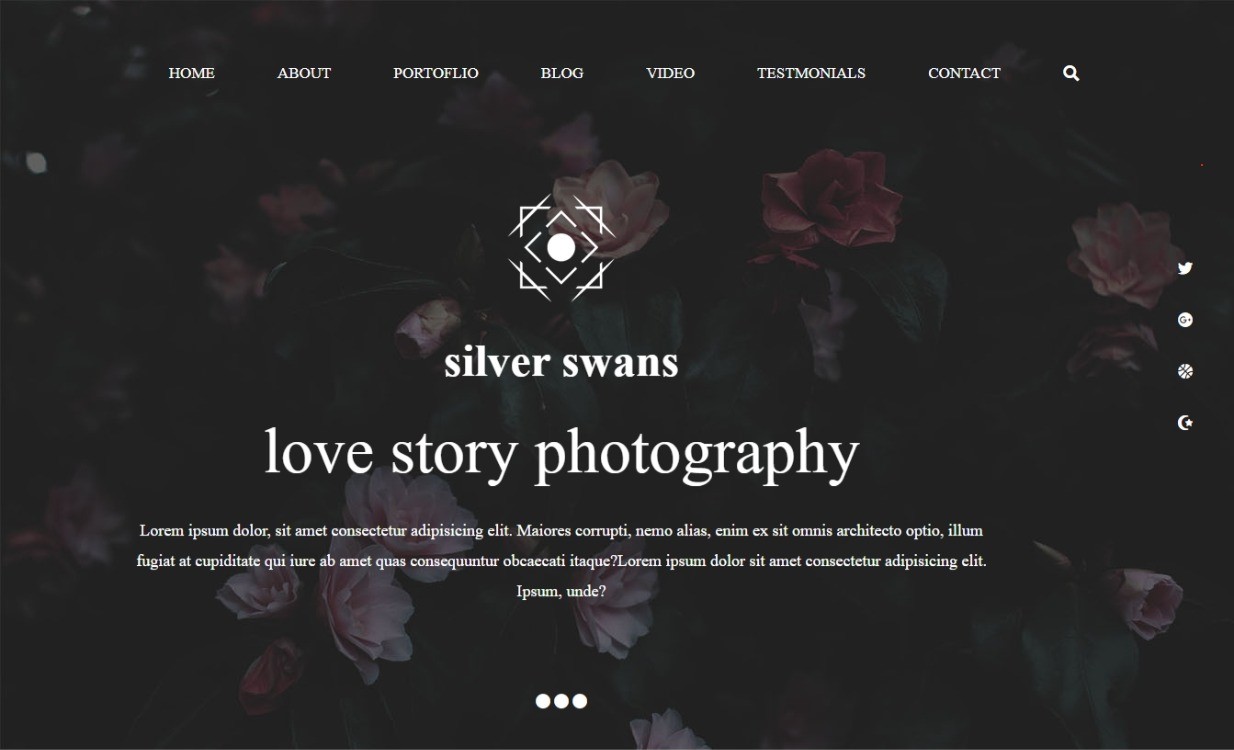 HOME ABOUT PORTOFLIO BLOG VIDEO TESTMONIALS CONTACT
silver swans
love story photography
Lorem ipsum dolor, sit amet consectetur adipisicing elit. Maiores corrupti, nemo alias, enim ex sit omnis architecto optio, illum
fugiat at cupiditate qui iure ab amet quas consequuntur obcaecati itaque?Lorem ipsum dolor sit amet consectetur adipisicing elit.
Ipsum, unde?